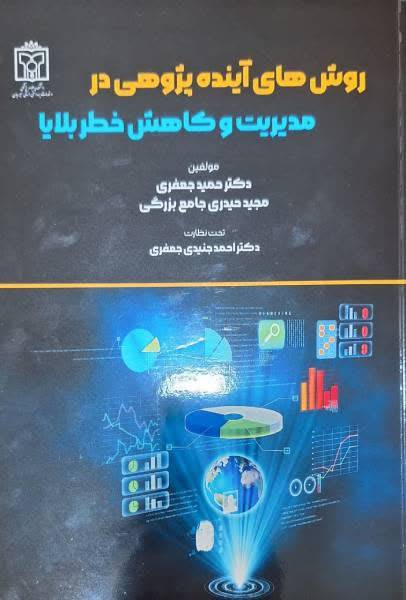 روش های آینده پژوهی در
مدیریت و کاهش خطر بلایا
مولفین
دکتر حمید جعفری
مجید حیدری جامع بزرگی
تحت نظارت
دکتر احمد جنیدی جعفری